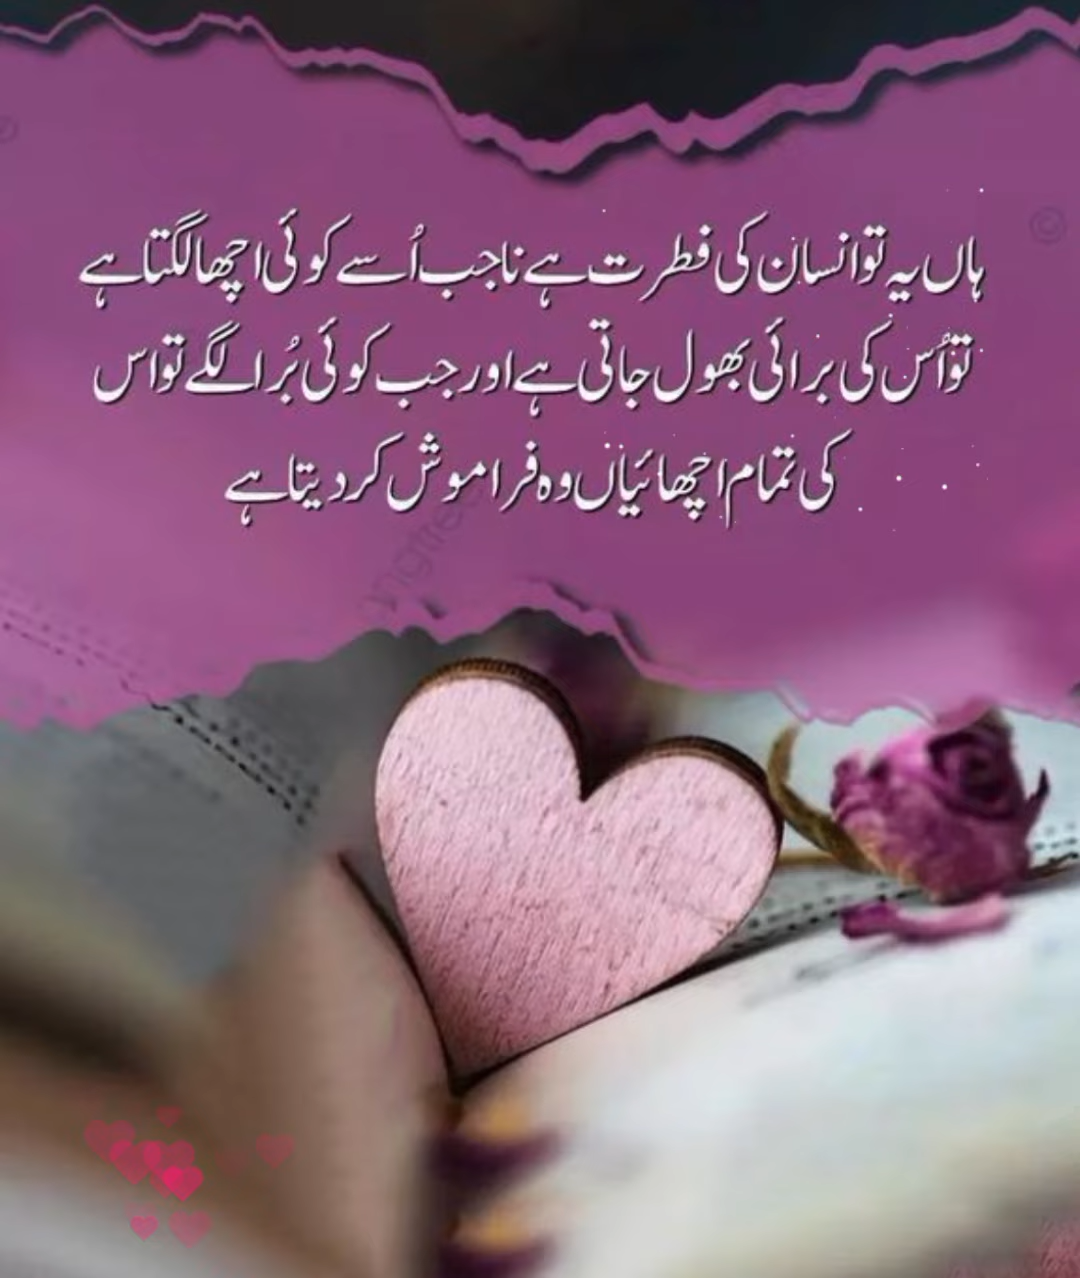 ہاں یہ تو انسان کی فطرت ہے نا جب اُسے کوئی اچھا لگتا ہے
تو اُس کی برائی بھول جاتی ہے اور جب کوئی بُرا لگے تو اس
کی تمام اچھائیاں وہ فراموش کر دیتا ہے